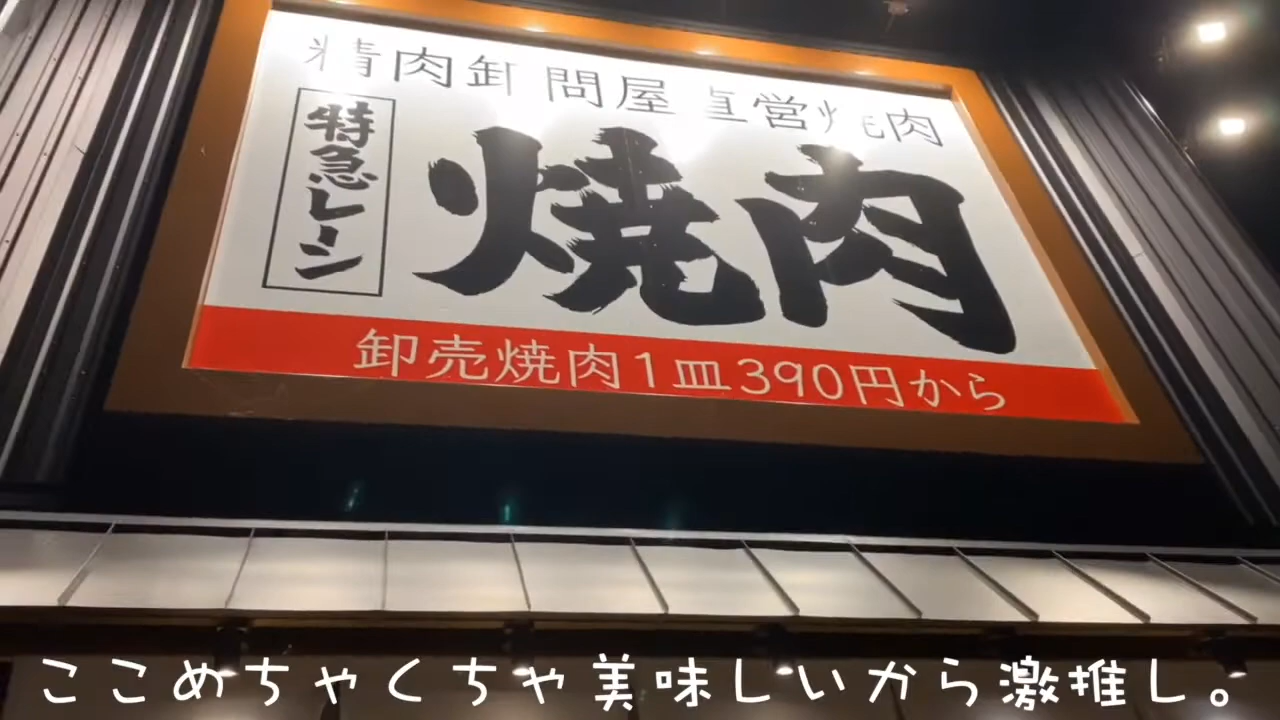 精肉卸 問屋 直営焼肉
特急レーン
焼肉
卸売焼肉1皿390円から
ここめちゃくちゃ美味しいから激推し。